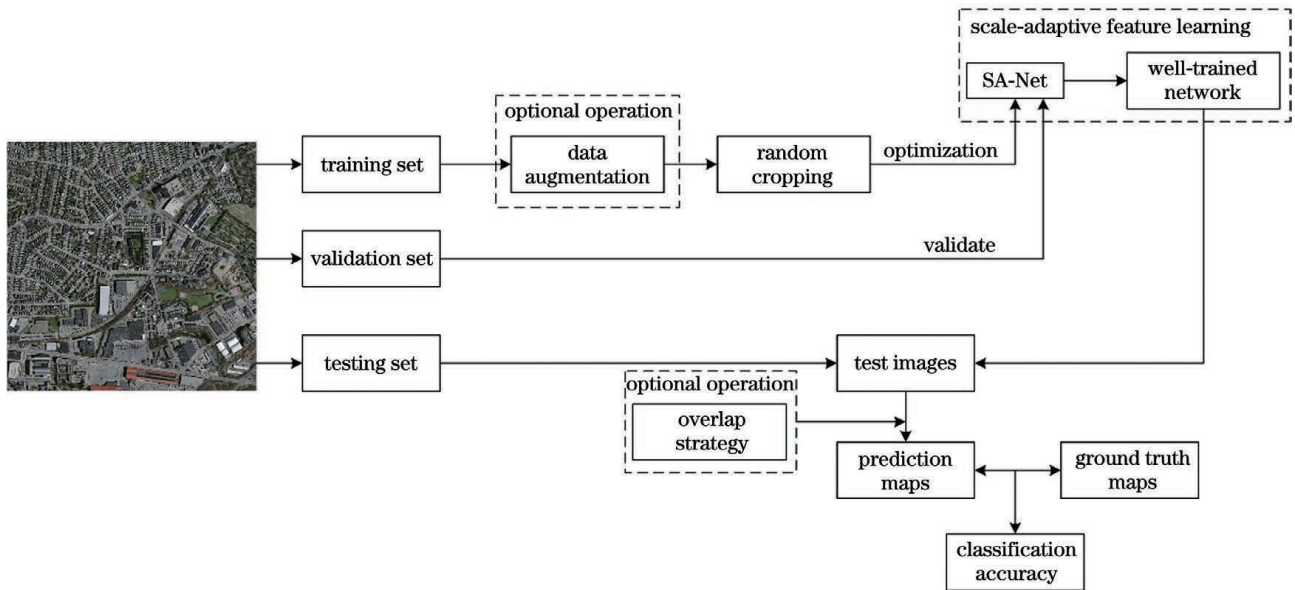 scale-adaptive feature learning
SA-Net
well-trained
network
optional operation
training set
data
augmentation
random
cropping
optimization
validation set
validate
testing set
test images
optional operation
overlap
strategy
prediction
maps
ground truth
maps
classification
accuracy